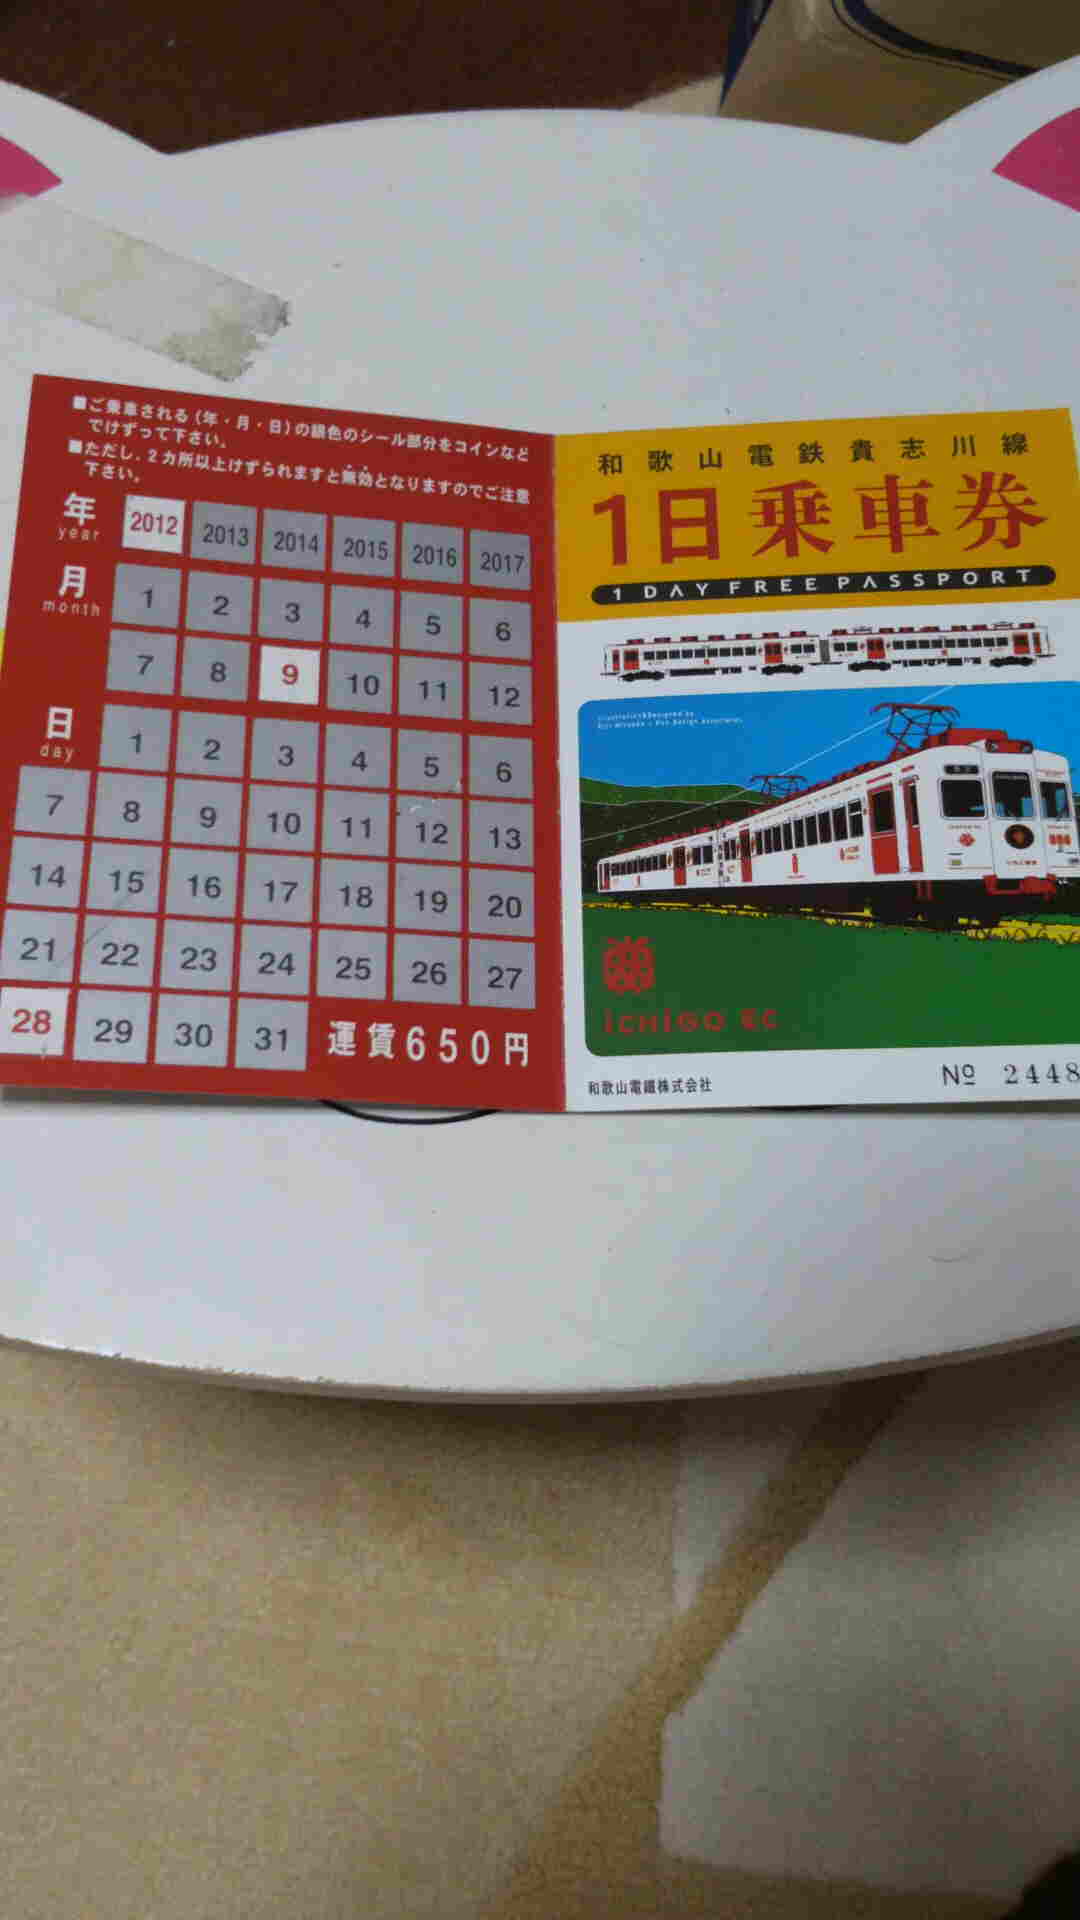 ■ご乗車される(年・月・日)の銀色のシール部分をコインなど
でけずって下さい。
■ただし、2カ所以上けずられますと無効となりますのでご注意
下さい。
年 2012 2013 2014 2015 2016 2017
year
月 1 2 3 4 5 6
month
7 8 9 10 11 12
日 1 2 3 4 5 6
day
7 8 9 10 11 12 13
14 15 16 17 18 19 20
21 22 23 24 25 26 27
28 29 30 31 運賃650円
和歌山電鉄貴志川線
1日乗車券
1 DAY FREE PASSPORT
iCHiGO EC
和歌山電鐵株式会社
No 2448